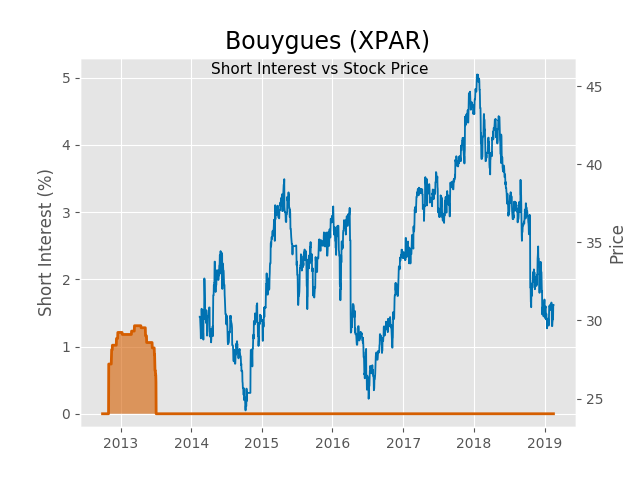 Bouygues (XPAR)
Short Interest vs Stock Price
Short Interest (%)
5
4
3
2
1
0
45
40
35
30
25
Price
2013 2014 2015 2016 2017 2018 2019